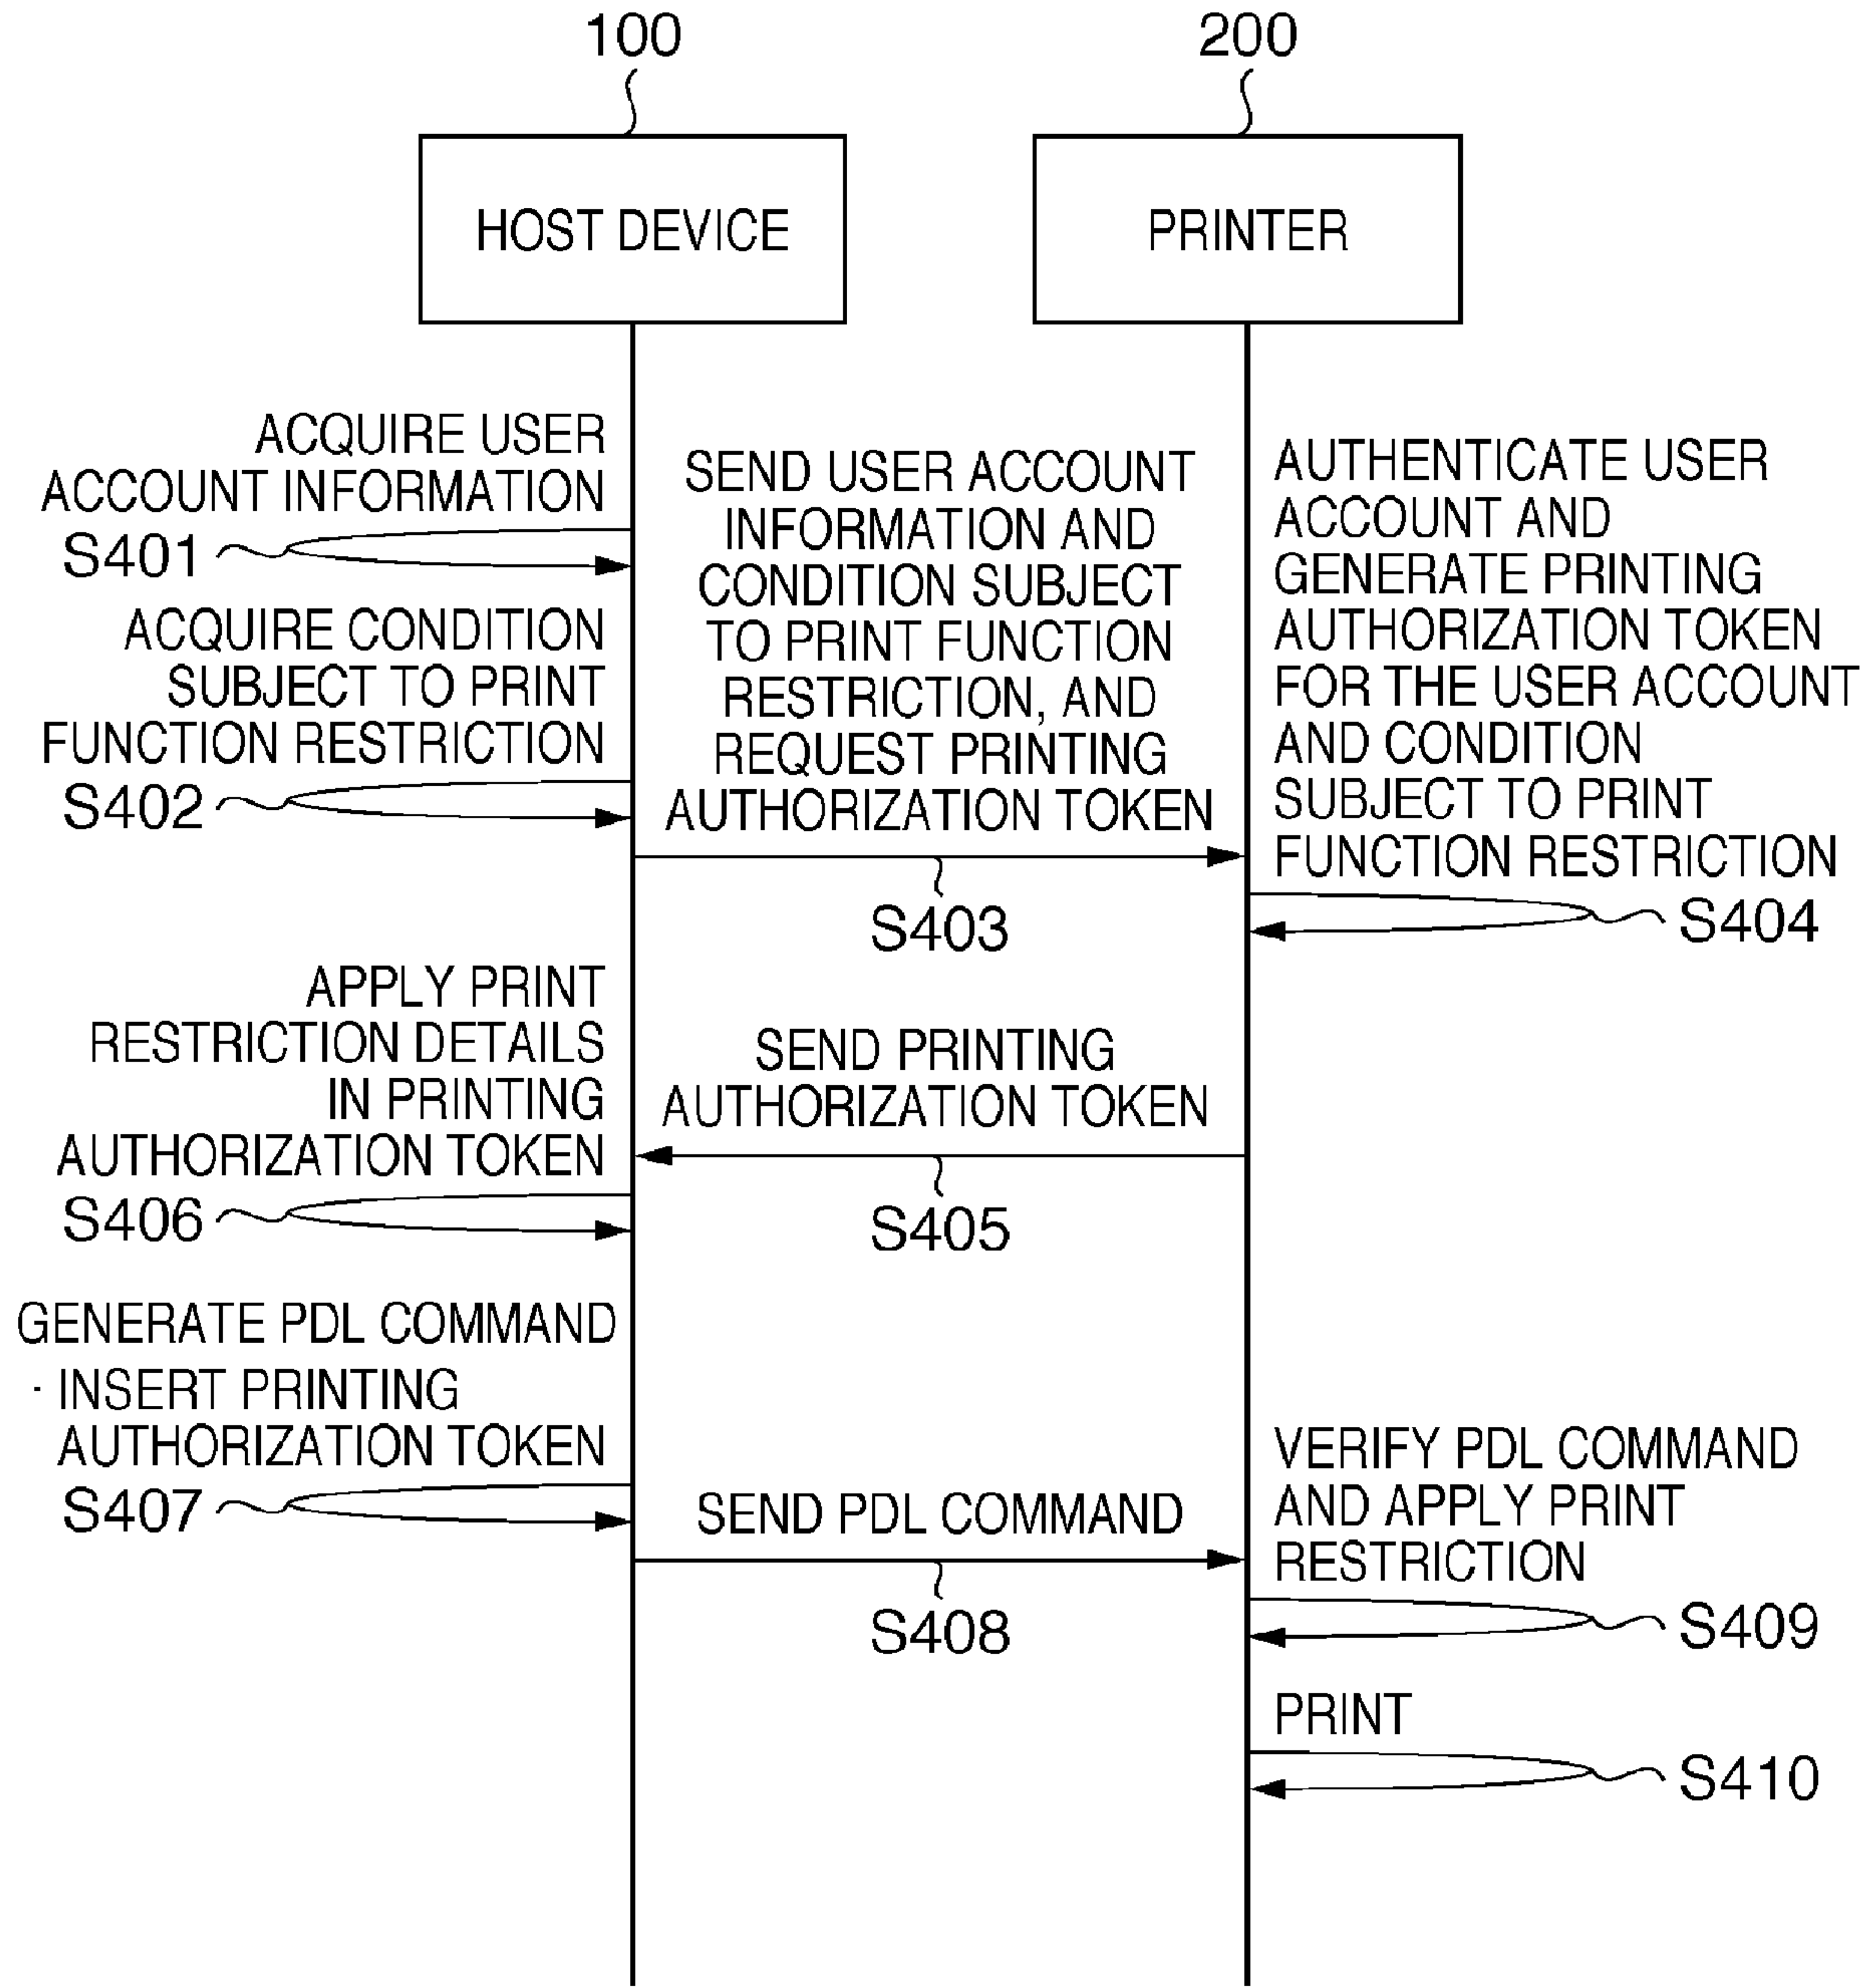 100
200
HOST DEVICE
PRINTER
ACQUIRE USER
ACCOUNT INFORMATION
S401
ACQUIRE CONDITION
SUBJECT TO PRINT
FUNCTION RESTRICTION
S402
SEND USER ACCOUNT
INFORMATION AND
CONDITION SUBJECT
TO PRINT FUNCTION
RESTRICTION, AND
REQUEST PRINTING
AUTHORIZATION TOKEN
S403
AUTHENTICATE USER
ACCOUNT AND
GENERATE PRINTING
AUTHORIZATION TOKEN
FOR THE USER ACCOUNT
AND CONDITION
SUBJECT TO PRINT
FUNCTION RESTRICTION
S404
SEND PRINTING
AUTHORIZATION TOKEN
S405
APPLY PRINT
RESTRICTION DETAILS
IN PRINTING
AUTHORIZATION TOKEN
S406
GENERATE PDL COMMAND
· INSERT PRINTING
AUTHORIZATION TOKEN
S407
SEND PDL COMMAND
S408
VERIFY PDL COMMAND
AND APPLY PRINT
RESTRICTION
S409
PRINT
S410